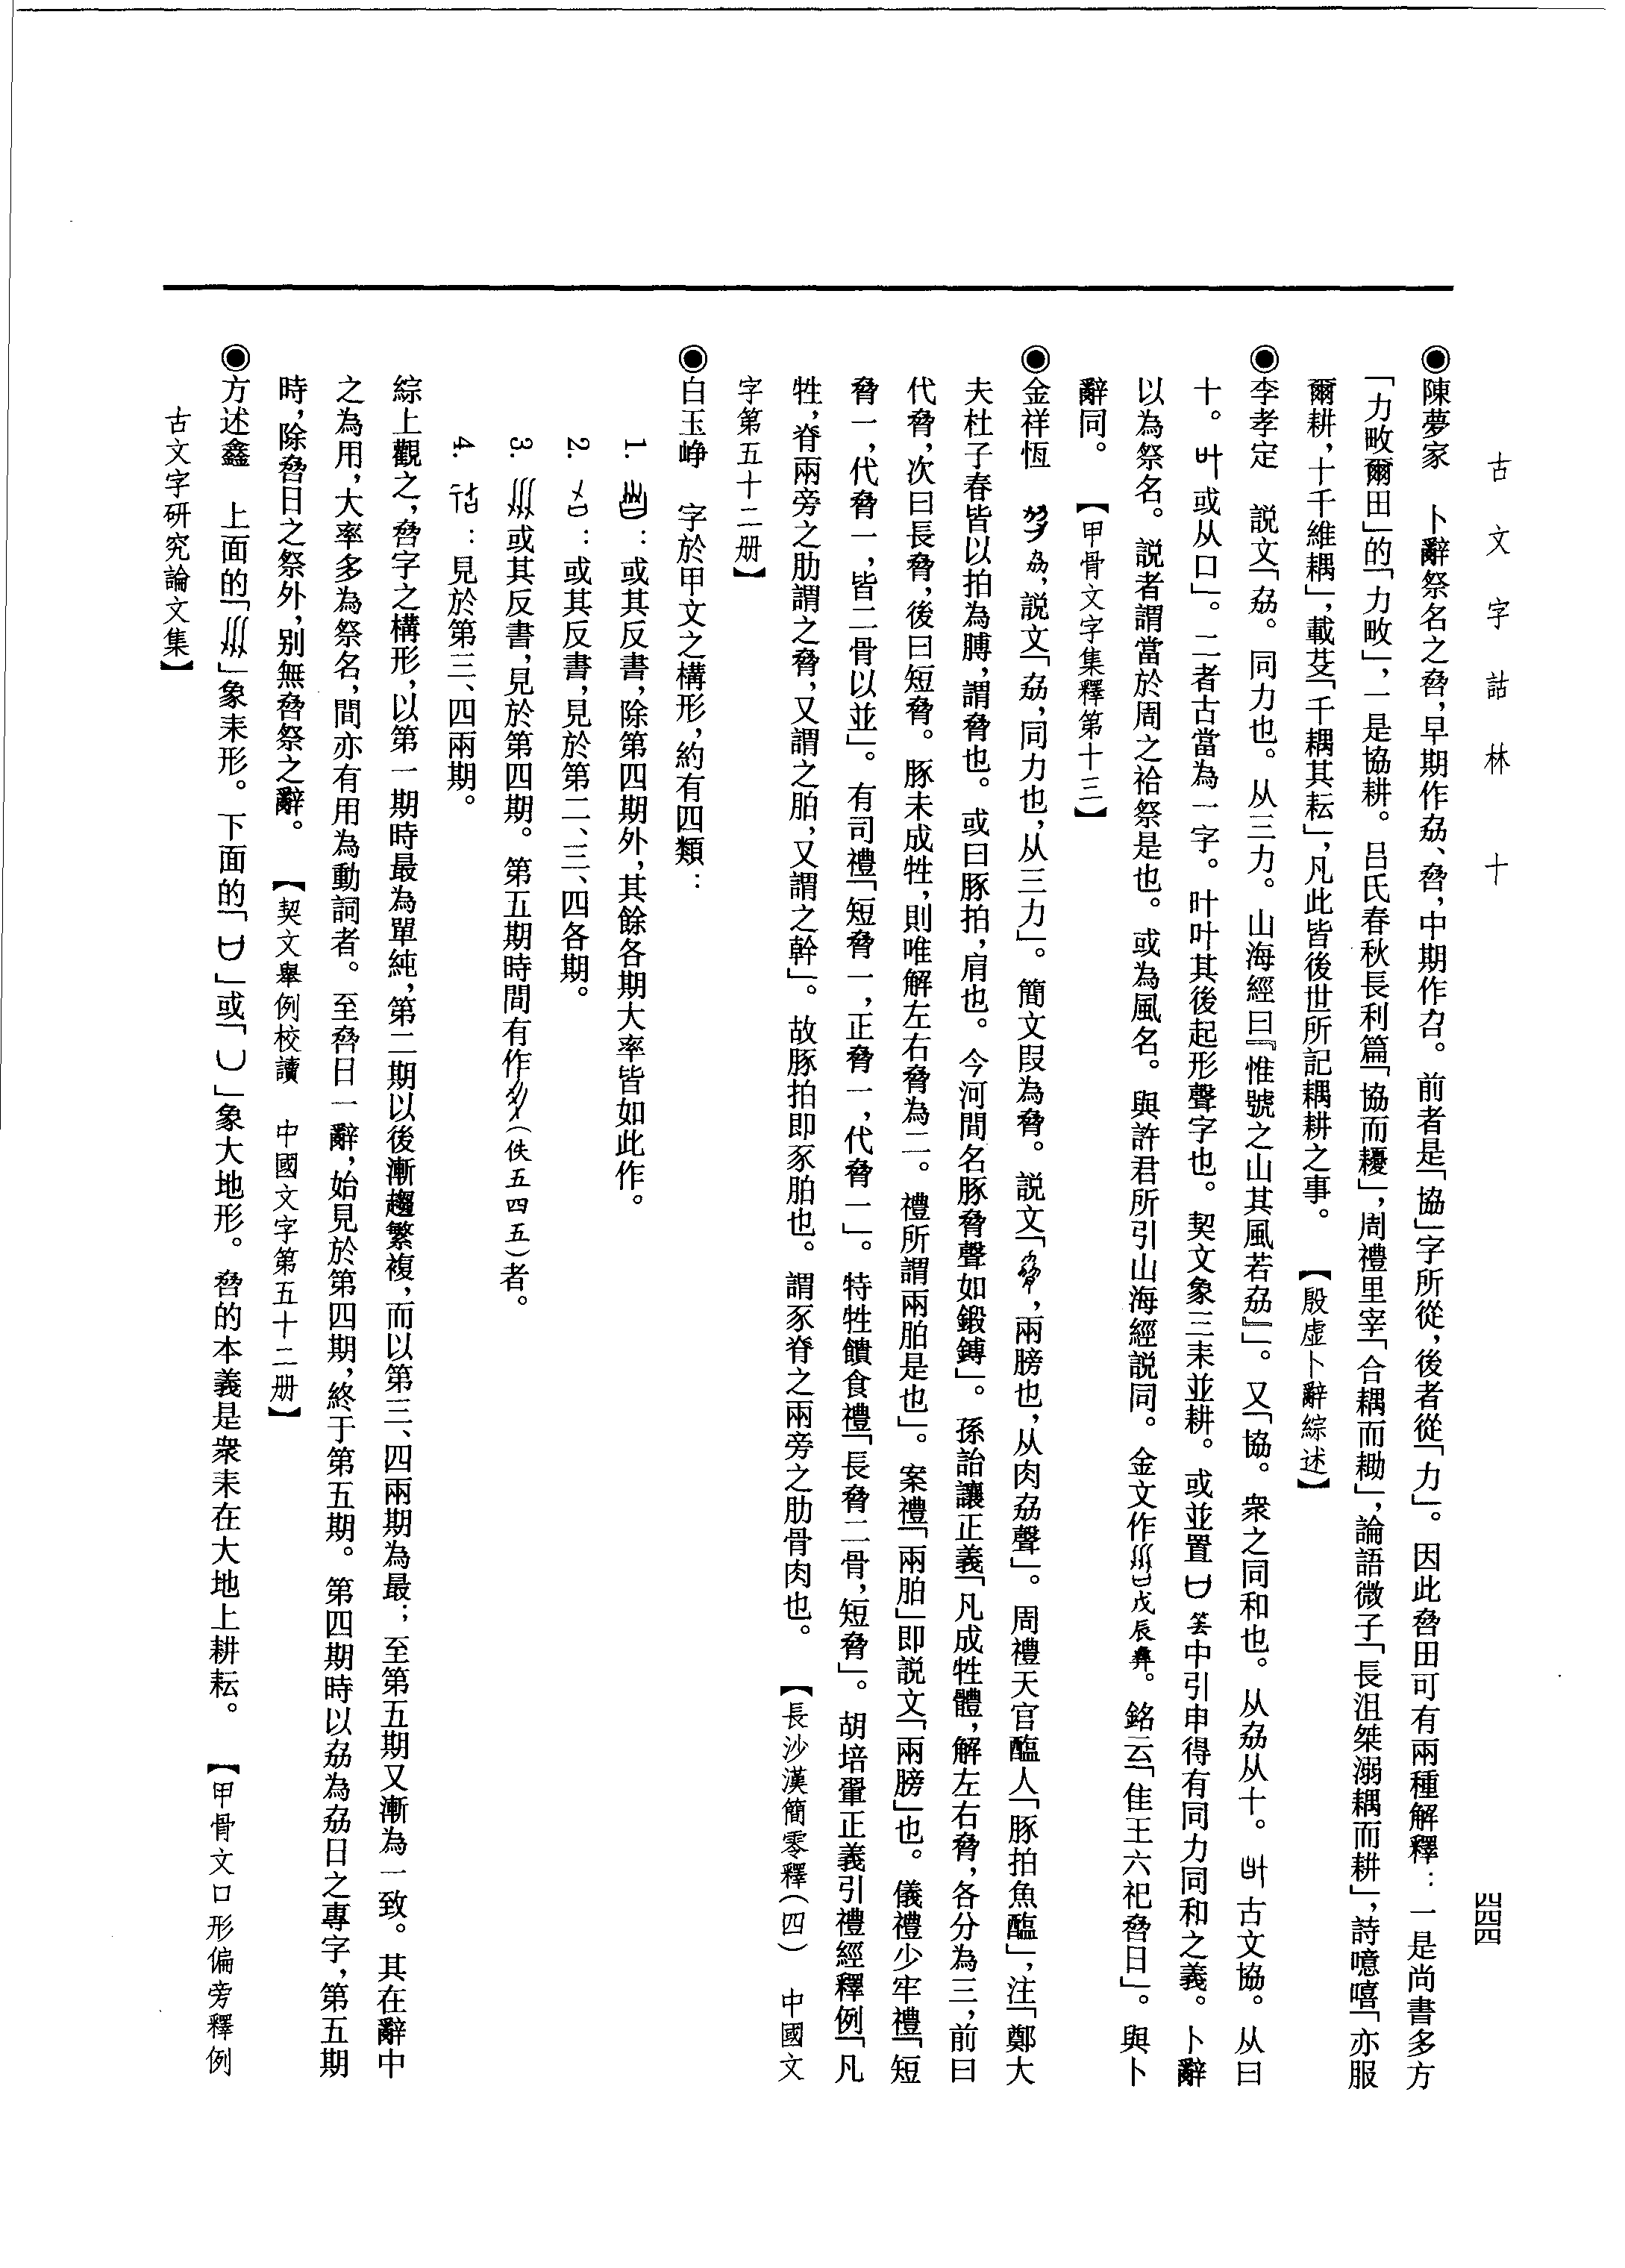 古文字詁林 十
四四四
◉陳夢家 卜辭祭名之旮,早期作劦、旮,中期作叴。前者是「協」字所從,後者從「力」。因此旮田可有兩種解釋:一是尚書多方
「力畋爾田」的「力畋」,一是協耕。呂氏春秋長利篇「協而耰」,周禮里宰「合耦而耡」,論語微子「長沮桀溺耦而耕」,詩噫嘻「亦服
爾耕,十千維耦」,載芟「千耦其耘」,凡此皆後世所記耦耕之事。 【殷虛卜辭綜述】
◉李孝定 説文「劦。同力也。从三力。山海經曰『惟號之山其風若劦』」。又「協。衆之同和也。从劦从十。古文協。从曰
十。叶或从口」。二者古當為一字。叶其後起形聲字也。契文象三耒並耕。或並置凵 笑中引申得有同力同和之義。卜辭
以為祭名。説者謂當於周之祫祭是也。或為風名。與許君所引山海經説同。金文作戊辰彝。銘云「隹王六祀旮日」。與卜
辭同。 【甲骨文字集釋第十三】
◉金祥恆 劦,説文「劦,同力也,从三力」。簡文叚為脅。説文「脅,兩膀也,从肉劦聲」。周禮天官醢人「豚拍魚醢」,注「鄭大
夫杜子春皆以拍為膊,謂脅也。或曰豚拍,肩也。今河間名豚脅聲如鍛鎛」。孫詒讓正義「凡成牲體,解左右脅,各分為三,前曰
代脅,次曰長脅,後曰短脅。豚未成牲,則唯解左右脅為二。禮所謂兩胉是也」。案禮「兩胉」即説文「兩膀」也。儀禮少牢禮「短
脅一,代脅一,皆二骨以並」。有司禮「短脅一,正脅一,代脅一」。特牲饋食禮「長脅二骨,短脅」。胡培翬正義引禮經釋例「凡
牲,脊兩旁之肋謂之脅,又謂之胉,又謂之幹」。故豚拍即豕胉也。謂豕脊之兩旁之肋骨肉也。 【長沙漢簡零釋(四) 中國文
字第五十二册】
◉白玉崢 字於甲文之構形,約有四類:
1. :或其反書,除第四期外,其餘各期大率皆如此作。
2. :或其反書,見於第二、三、四各期。
3. 或其反書,見於第四期。第五期時間有作(佚五四五)者。
4. :見於第三、四兩期。
綜上觀之,旮字之構形,以第一期時最為單純,第二期以後漸趨繁複,而以第三、四兩期為最;至第五期又漸為一致。其在辭中
之為用,大率多為祭名,間亦有用為動詞者。至旮日一辭,始見於第四期,終于第五期。第四期時以劦為劦日之專字,第五期
時,除旮日之祭外,别無旮祭之辭。 【契文舉例校讀 中國文字第五十二册】
◉方述鑫 上面的「」象耒形。下面的「凵」或「」象大地形。旮的本義是衆耒在大地上耕耘。 【甲骨文口形偏旁釋例
古文字研究論文集】